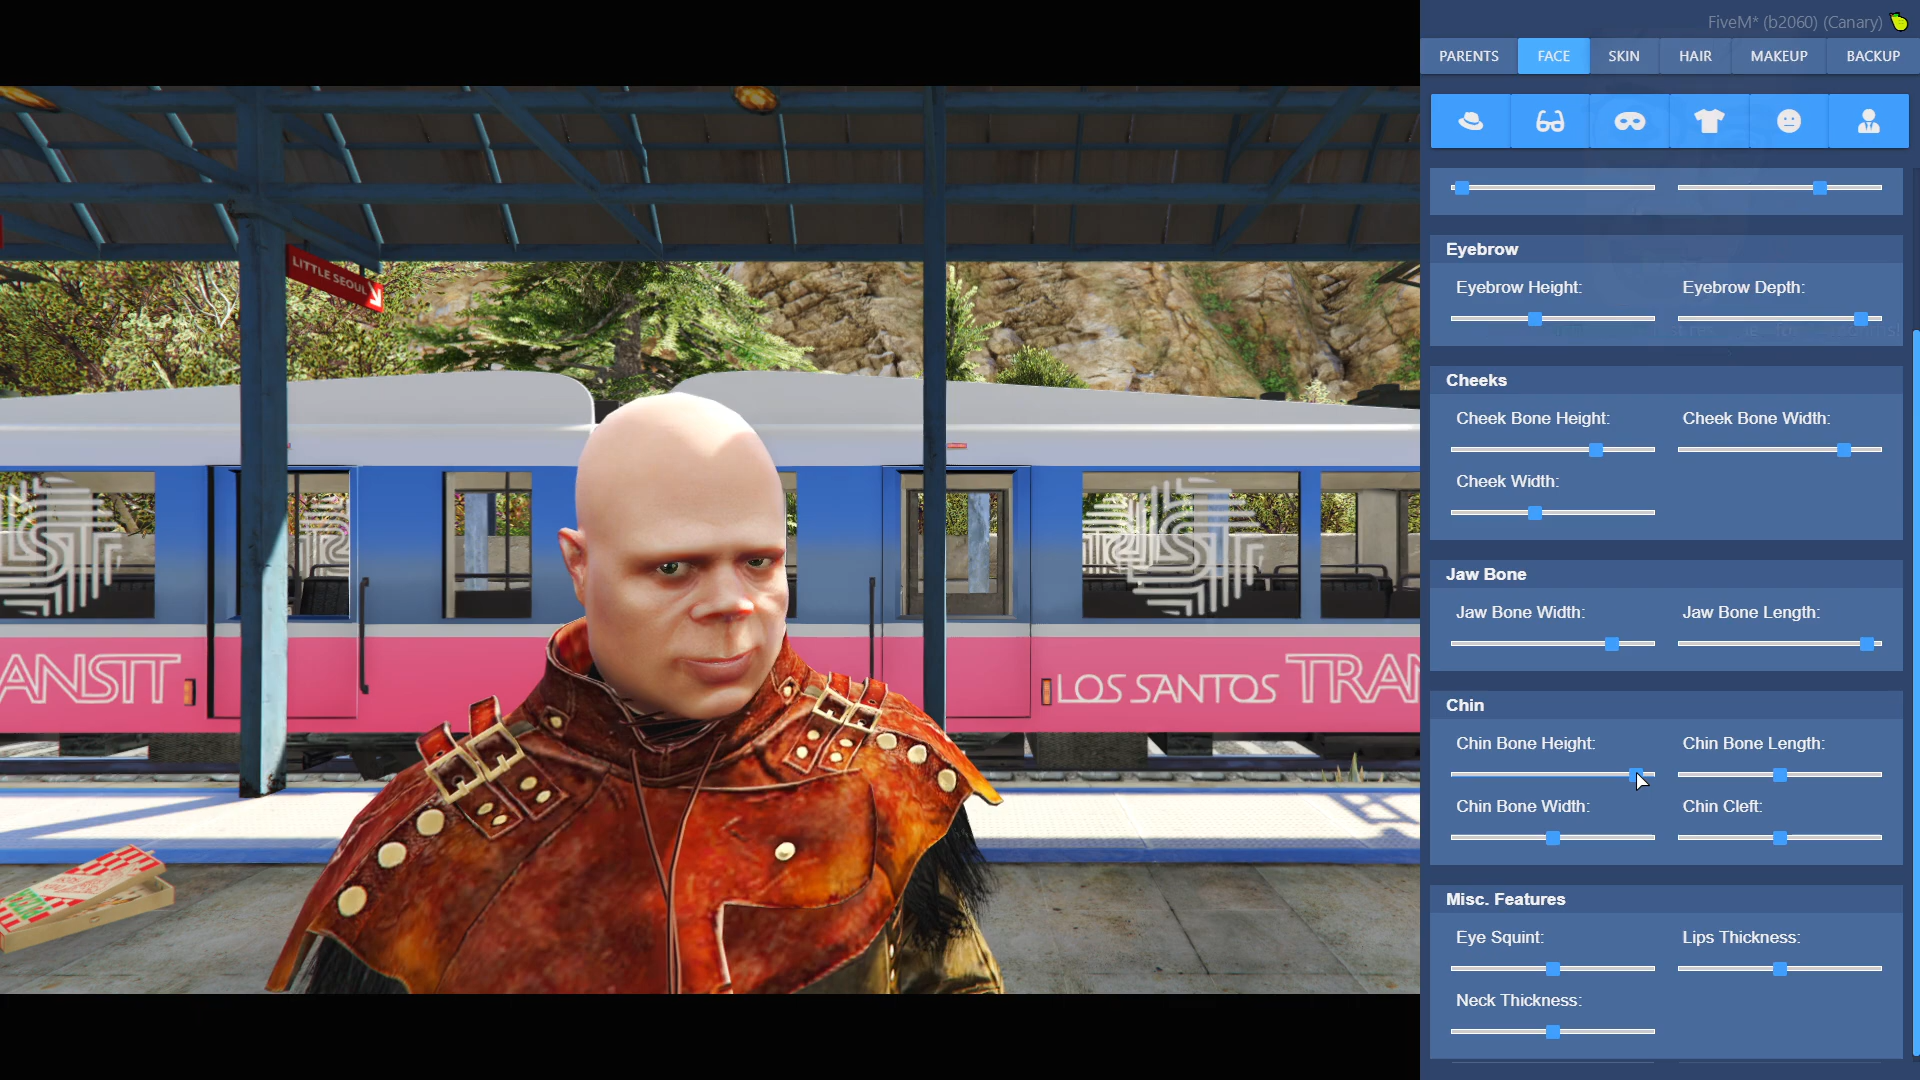 FiveM* (b2060) (Canary)
PARENTS FACE SKIN HAIR MAKEUP BACKUP
Eyebrow
Eyebrow Height: Eyebrow Depth:
Cheeks
Cheek Bone Height: Cheek Bone Width:
Cheek Width:
Jaw Bone
Jaw Bone Width: Jaw Bone Length:
Chin
Chin Bone Height: Chin Bone Length:
Chin Bone Width: Chin Cleft:
Misc. Features
Eye Squint: Lips Thickness:
Neck Thickness:
LITTLE SEOUL
ANSIT
LOS SANTOS TRAN